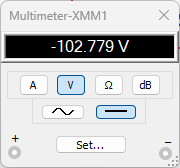 Multimeter-XMM1
-102.779 V
A V Ω dB
+ Set... -